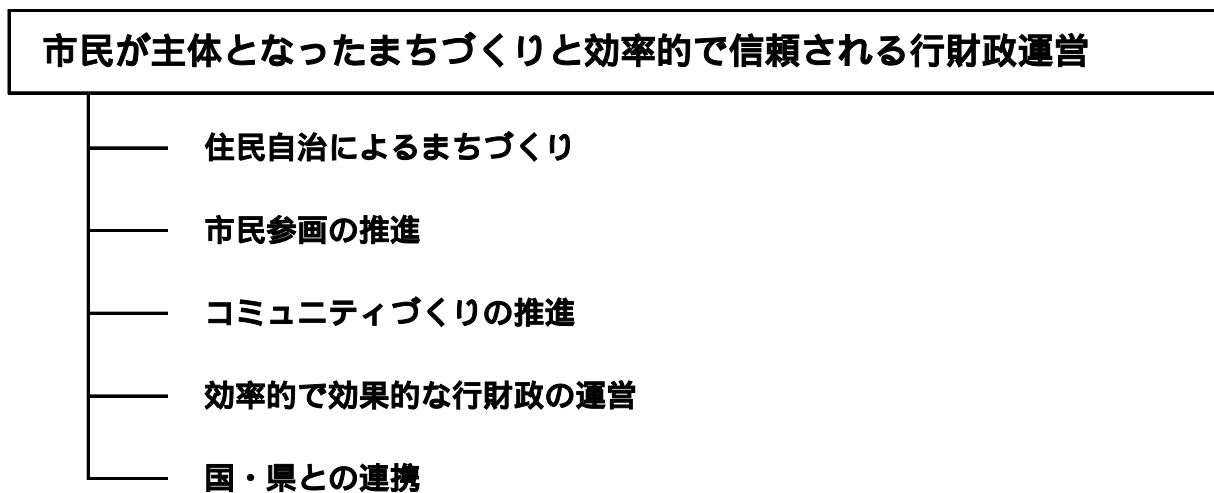 市民が主体となったまちづくりと効率的で信頼される行財政運営
住民自治によるまちづくり
市民参画の推進
コミュニティづくりの推進
効率的で効果的な行財政の運営
国・県との連携